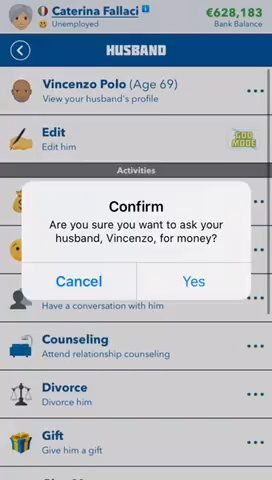 Caterina Fallaci
Unemployed
€628,183
Bank Balance
HUSBAND
Vincenzo Polo (Age 69)
View your husband's profile
Edit
Edit him
GOD
MODE
Activities
Confirm
Are you sure you want to ask your
husband, Vincenzo, for money?
Cancel
Yes
Have a conversation with him
Counseling
Attend relationship counseling
Divorce
Divorce him
Gift
Give him a gift